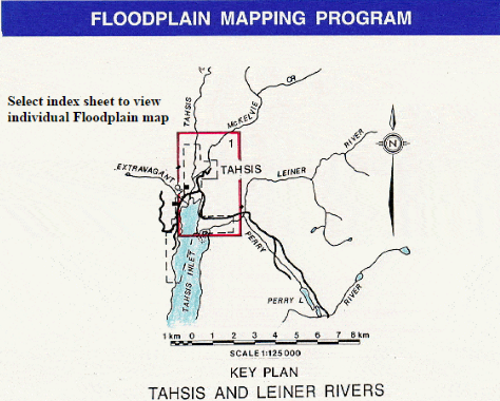 FLOODPLAIN MAPPING PROGRAM
Select index sheet to view
individual Floodplain map
CR
McKELVIE
TAHSIS
1
RIVER
N
EXTRAVAGANT
TAHSIS
LEINER
PERRY
TAHSIS INLET
PERRY L
RIVER
1 km 0 1 2 3 4 5 6 7 8 km
SCALE 1:125 000
KEY PLAN
TAHSIS AND LEINER RIVERS